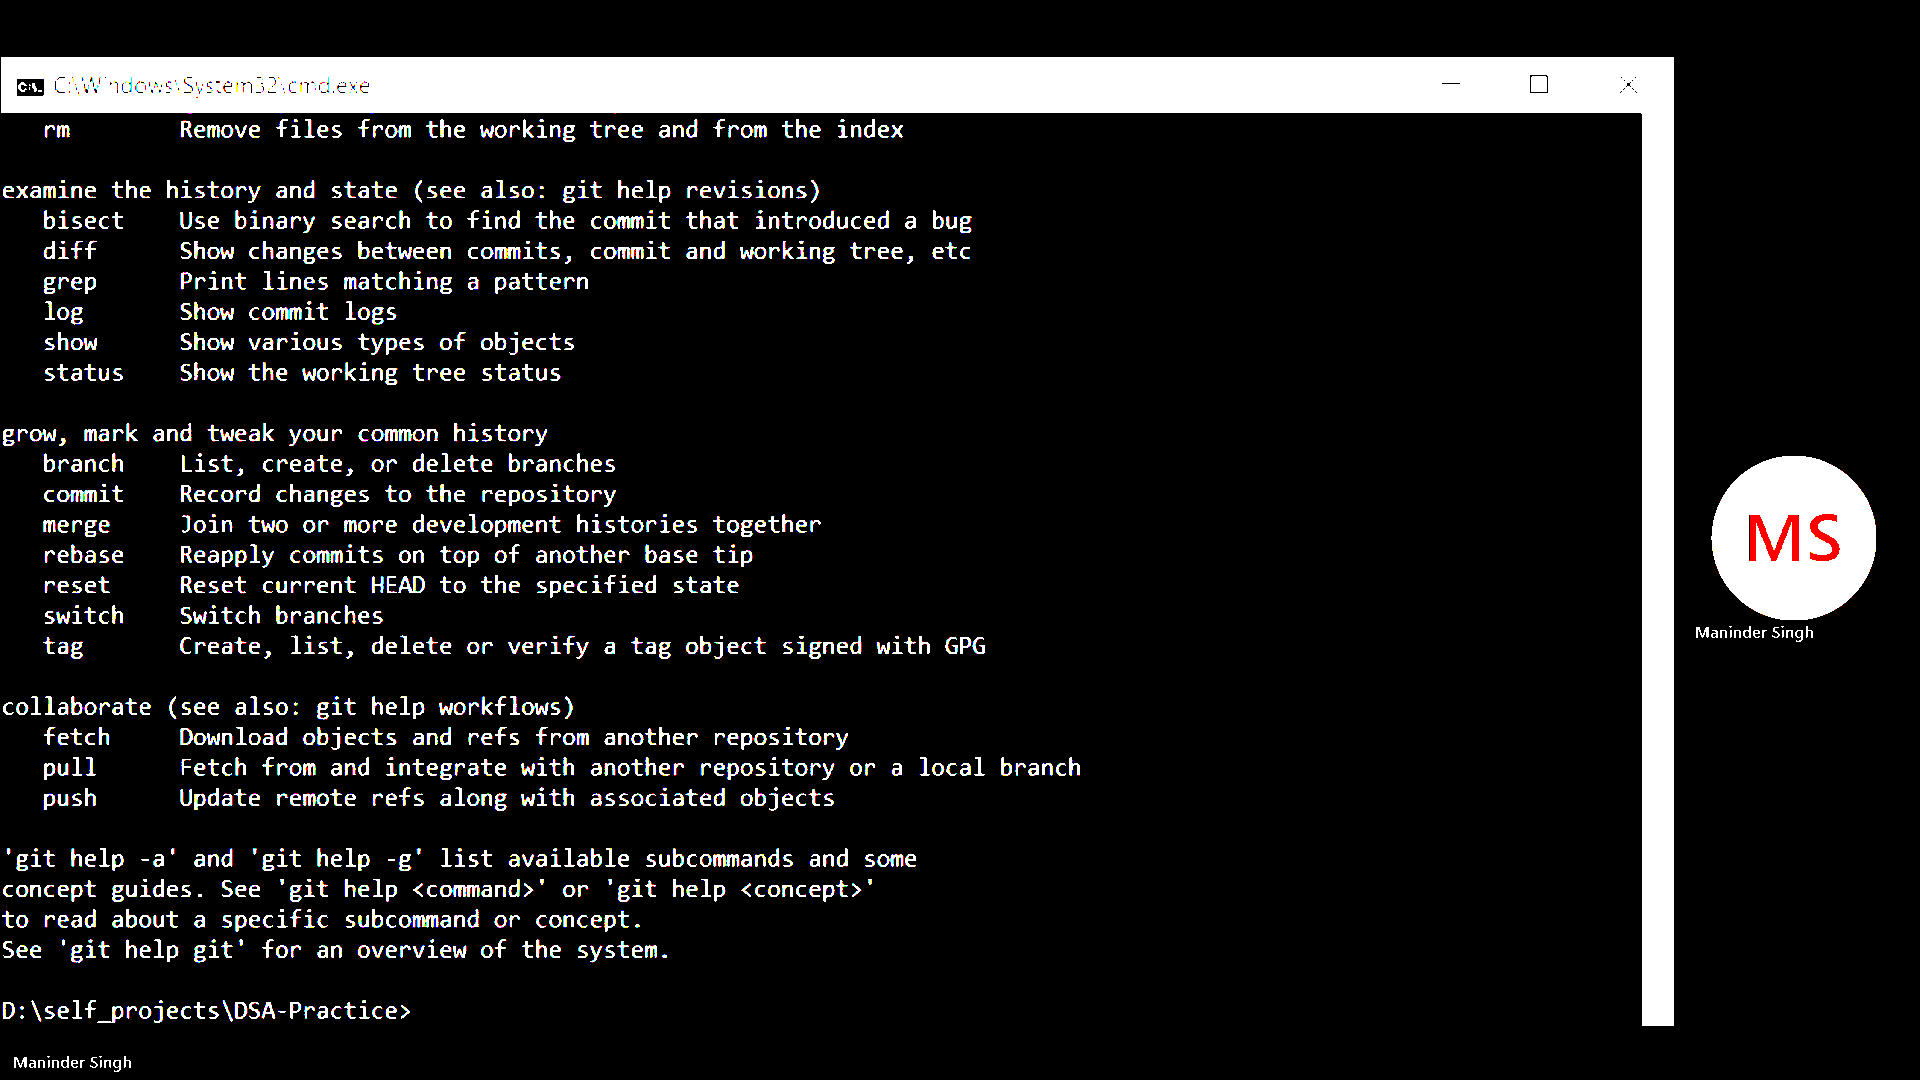 C:\Windows\System32\cmd.exe
rm Remove files from the working tree and from the index
examine the history and state (see also: git help revisions)
bisect Use binary search to find the commit that introduced a bug
diff Show changes between commits, commit and working tree, etc
grep Print lines matching a pattern
log Show commit logs
show Show various types of objects
status Show the working tree status
grow, mark and tweak your common history
branch List, create, or delete branches
commit Record changes to the repository
merge Join two or more development histories together
rebase Reapply commits on top of another base tip
reset Reset current HEAD to the specified state
switch Switch branches
tag Create, list, delete or verify a tag object signed with GPG
collaborate (see also: git help workflows)
fetch Download objects and refs from another repository
pull Fetch from and integrate with another repository or a local branch
push Update remote refs along with associated objects
'git help -a' and 'git help -g' list available subcommands and some
concept guides. See 'git help <command>' or 'git help <concept>'
to read about a specific subcommand or concept.
See 'git help git' for an overview of the system.
D:\self_projects\DSA-Practice>
MS
Maninder Singh
Maninder Singh